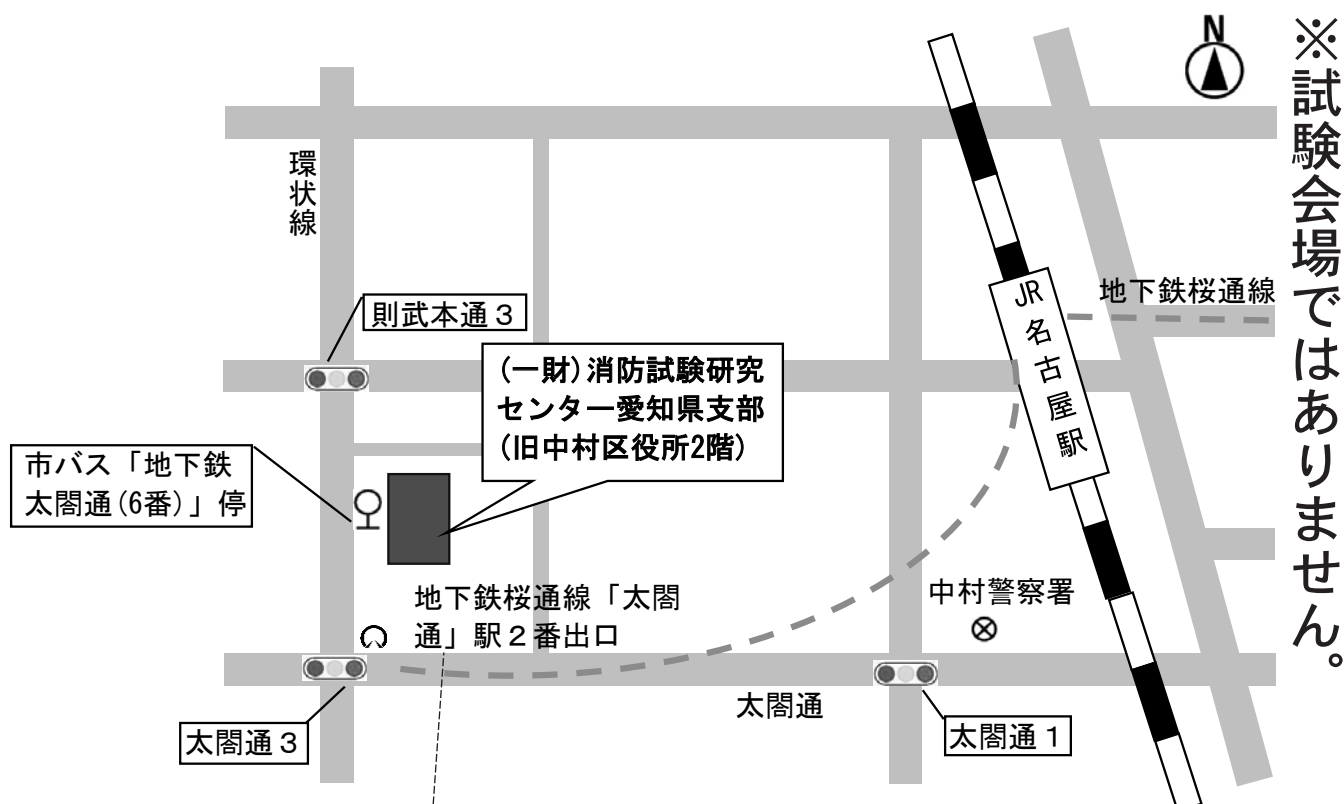 N
※試験会場ではありません。
環状線
則武本通３
(一財)消防試験研究
センター愛知県支部
(旧中村区役所2階)
市バス「地下鉄
太閤通(6番)」停
地下鉄桜通線「太閤
通」駅２番出口
JR名古屋駅
地下鉄桜通線
中村警察署
太閤通
太閤通３
太閤通１